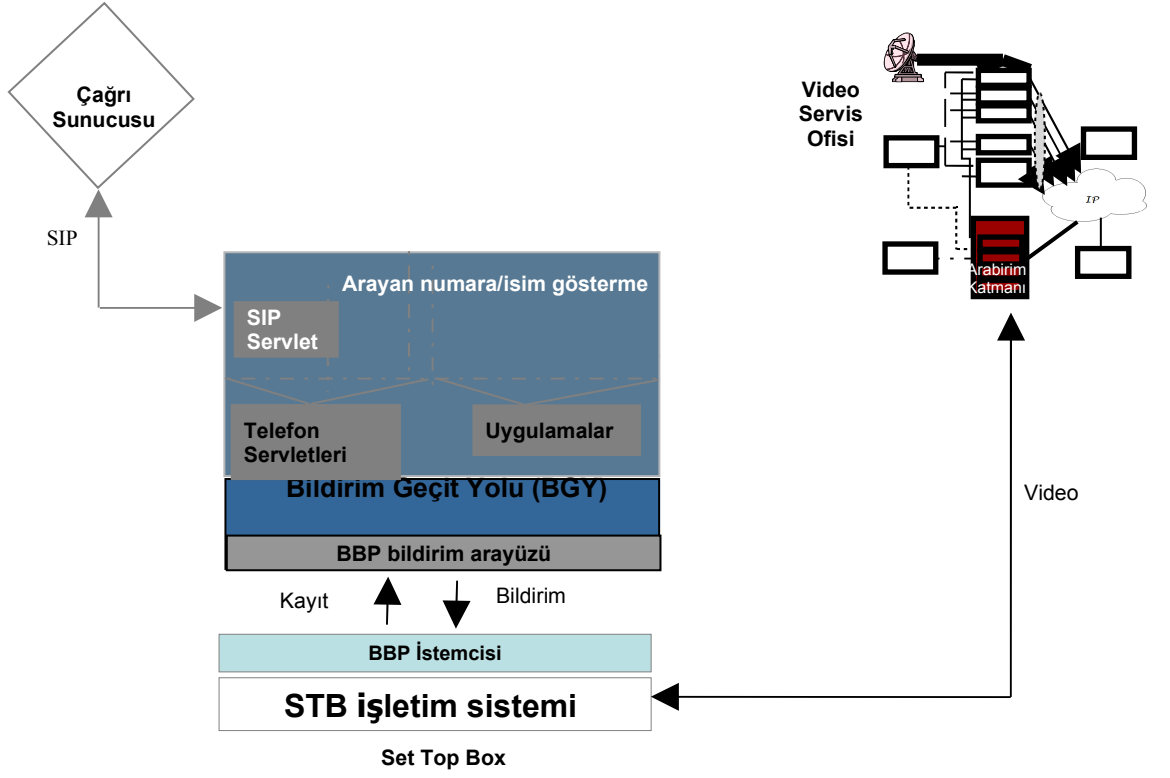 Çağrı
Sunucusu
Video
Servis
Ofisi
IP
SIP
Arabirim
Katmanı
Arayan numara/isim gösterme
SIP
Servlet
Telefon
Servletleri
Uygulamalar
Bildirim Geçit Yolu (BGY)
Video
BBP bildirim arayüzü
Kayıt
Bildirim
BBP İstemcisi
STB işletim sistemi
Set Top Box